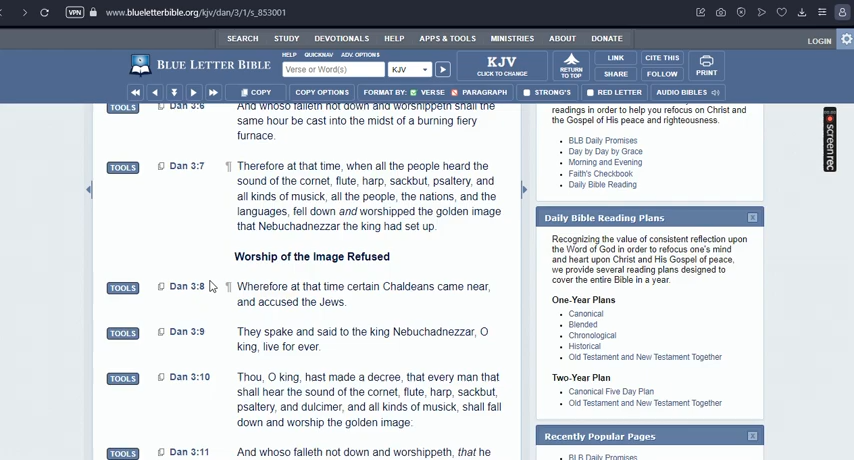 VPN www.blueletterbible.org/kjv/dan/3/1/s_853001
SEARCH STUDY DEVOTIONALS HELP APPS & TOOLS MINISTRIES ABOUT DONATE LOGIN
BLUE LETTER BIBLE
HELP QUICKNAV ADV. OPTIONS
Verse or Word(s) KJV
KJV
CLICK TO CHANGE
RETURN TO TOP
LINK CITE THIS
SHARE FOLLOW PRINT
COPY COPY OPTIONS FORMAT BY: VERSE PARAGRAPH STRONG'S RED LETTER AUDIO BIBLES
TOOLS Dan 3:6 And whoso falleth not down and worshippeth shall the
same hour be cast into the midst of a burning fiery
furnace.
TOOLS Dan 3:7 ¶ Therefore at that time, when all the people heard the
sound of the cornet, flute, harp, sackbut, psaltery, and
all kinds of musick, all the people, the nations, and the
languages, fell down and worshipped the golden image
that Nebuchadnezzar the king had set up.
Worship of the Image Refused
TOOLS Dan 3:8 ¶ Wherefore at that time certain Chaldeans came near,
and accused the Jews.
TOOLS Dan 3:9 They spake and said to the king Nebuchadnezzar, O
king, live for ever.
TOOLS Dan 3:10 Thou, O king, hast made a decree, that every man that
shall hear the sound of the cornet, flute, harp, sackbut,
psaltery, and dulcimer, and all kinds of musick, shall fall
down and worship the golden image:
TOOLS Dan 3:11 And whoso falleth not down and worshippeth, that he
readings in order to help you refocus on Christ and
the Gospel of His peace and righteousness.
BLB Daily Promises
Day by Day by Grace
Morning and Evening
Faith's Checkbook
Daily Bible Reading
Daily Bible Reading Plans
Recognizing the value of consistent reflection upon
the Word of God in order to refocus one's mind
and heart upon Christ and His Gospel of peace,
we provide several reading plans designed to
cover the entire Bible in a year.
One-Year Plans
Canonical
Blended
Chronological
Historical
Old Testament and New Testament Together
Two-Year Plan
Canonical Five Day Plan
Old Testament and New Testament Together
Recently Popular Pages
BLB Daily Promises
screenrec